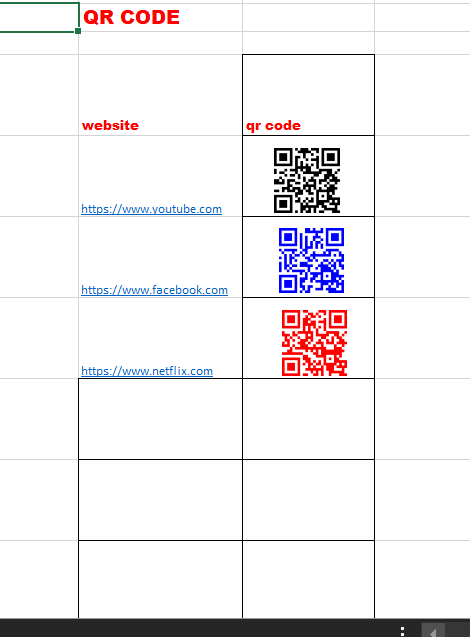 QR CODE
website qr code
https://www.youtube.com
https://www.facebook.com
https://www.netflix.com